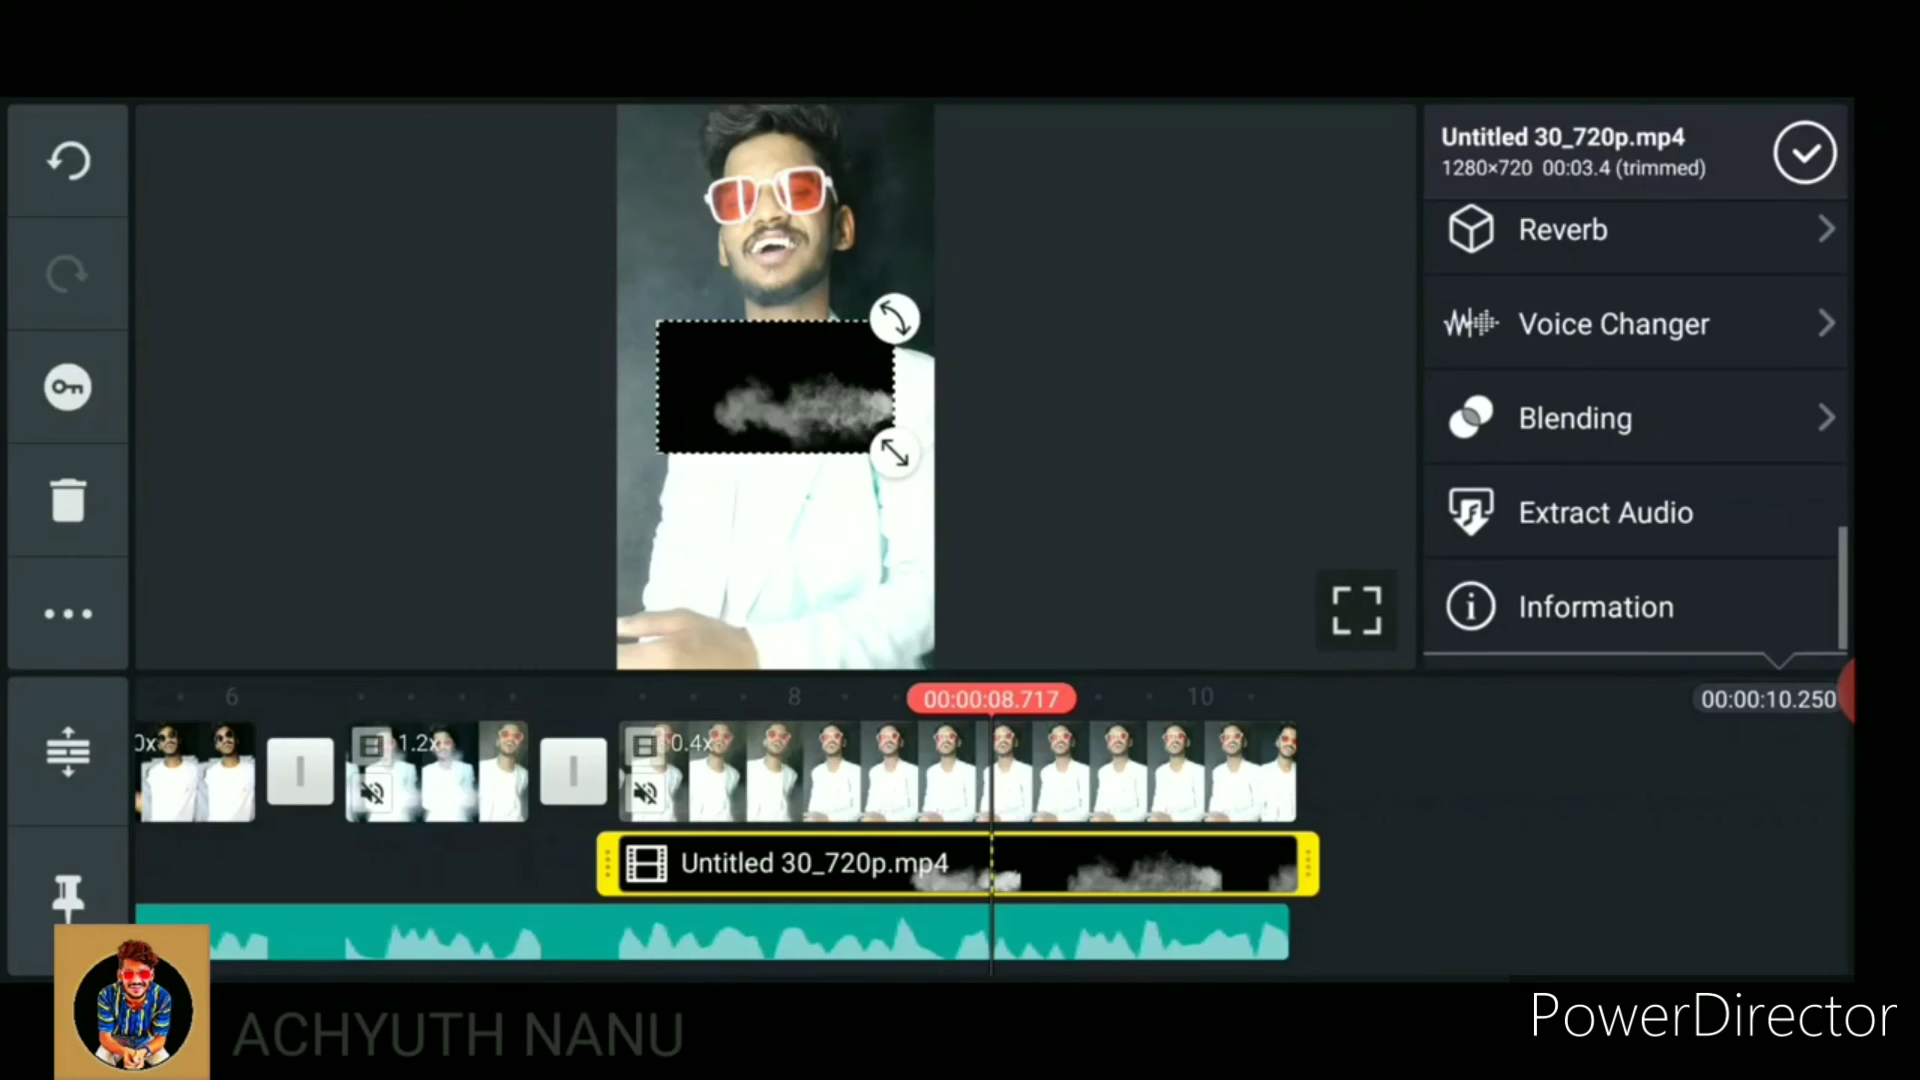 Untitled 30_720p.mp4
1280×720 00:03.4 (trimmed)
Reverb
Voice Changer
Blending
Extract Audio
Information
6
8
00:00:08.717
10
00:00:10.250
0x
1.2x
0.4x
Untitled 30_720p.mp4
ACHYUTH NANU
PowerDirector